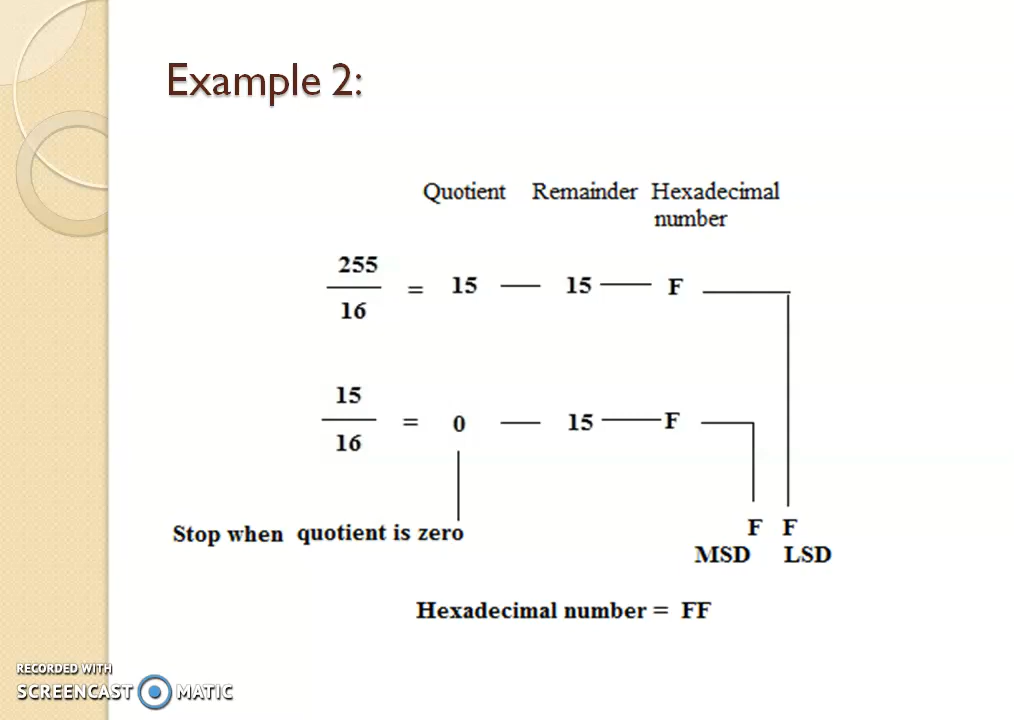 Example 2:
Quotient Remainder Hexadecimal
number
255
16 = 15 — 15 — F
15
16 = 0 — 15 — F
Stop when quotient is zero
F F
MSD LSD
Hexadecimal number = FF
RECORDED WITH
SCREENCAST MATIC